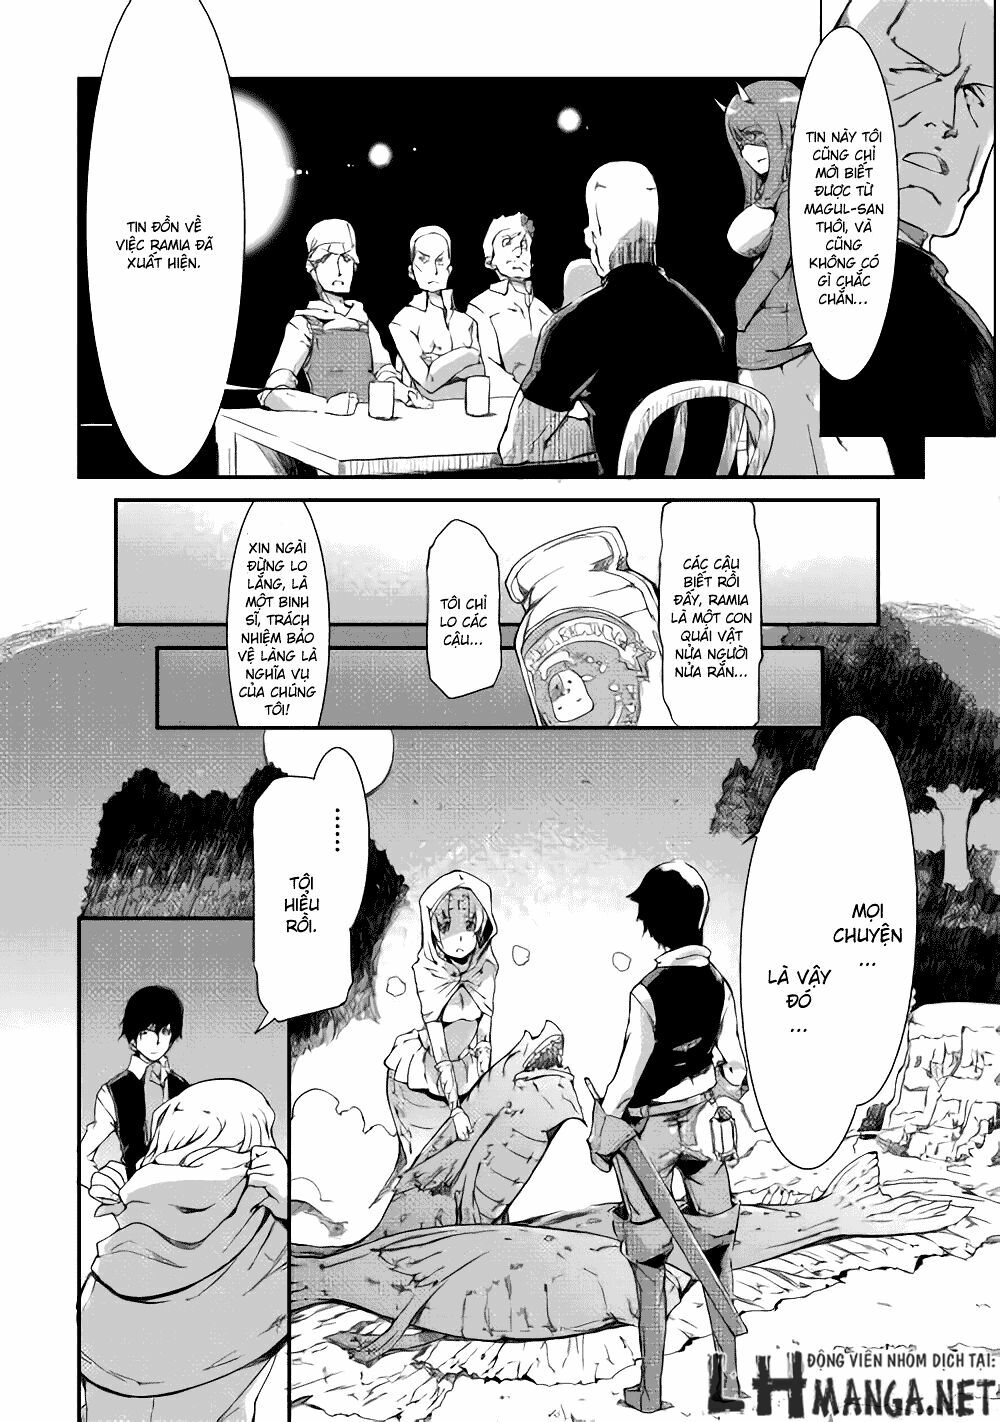 TIN NÀY TÔI
CŨNG CHỈ
MỚI BIẾT
ĐƯỢC TỪ
MAGUL-SAN
THÔI, VÀ
CŨNG
KHÔNG CÓ
GÌ CHẮC
CHẮN...
TIN ĐỒN VỀ
VIỆC RAMIA ĐÃ
XUẤT HIỆN.
CÁC CẬU
BIẾT RỒI
ĐẤY, RAMIA
LÀ MỘT CON
QUÁI VẬT
NỬA NGƯỜI
NỬA RẮN...
TÔI CHỈ
LO CÁC
CẬU...
XIN NGÀI
ĐỪNG LO
LẮNG, LÀ
MỘT BINH
SĨ, TRÁCH
NHIỆM BẢO
VỆ LÀNG LÀ
NGHĨA VỤ
CỦA CHÚNG
TÔI!
MỌI
CHUYỆN
...
LÀ VẬY
ĐÓ
...
......
TÔI
HIỂU
RỒI.
ĐỘNG VIÊN NHÓM DỊCH TẠI:
LHMANGA.NET